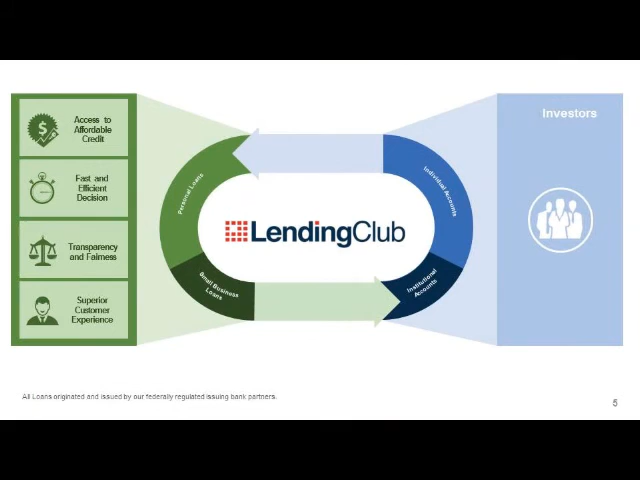 Access to
Affordable
Credit
Fast and
Efficient
Decision
Transparency
and Fairness
Superior
Customer
Experience
Personal Loans
Small Business
Loans
LendingClub
Individual Accounts
Institutional
Accounts
Investors
All Loans originated and issued by our federally regulated issuing bank partners.
5